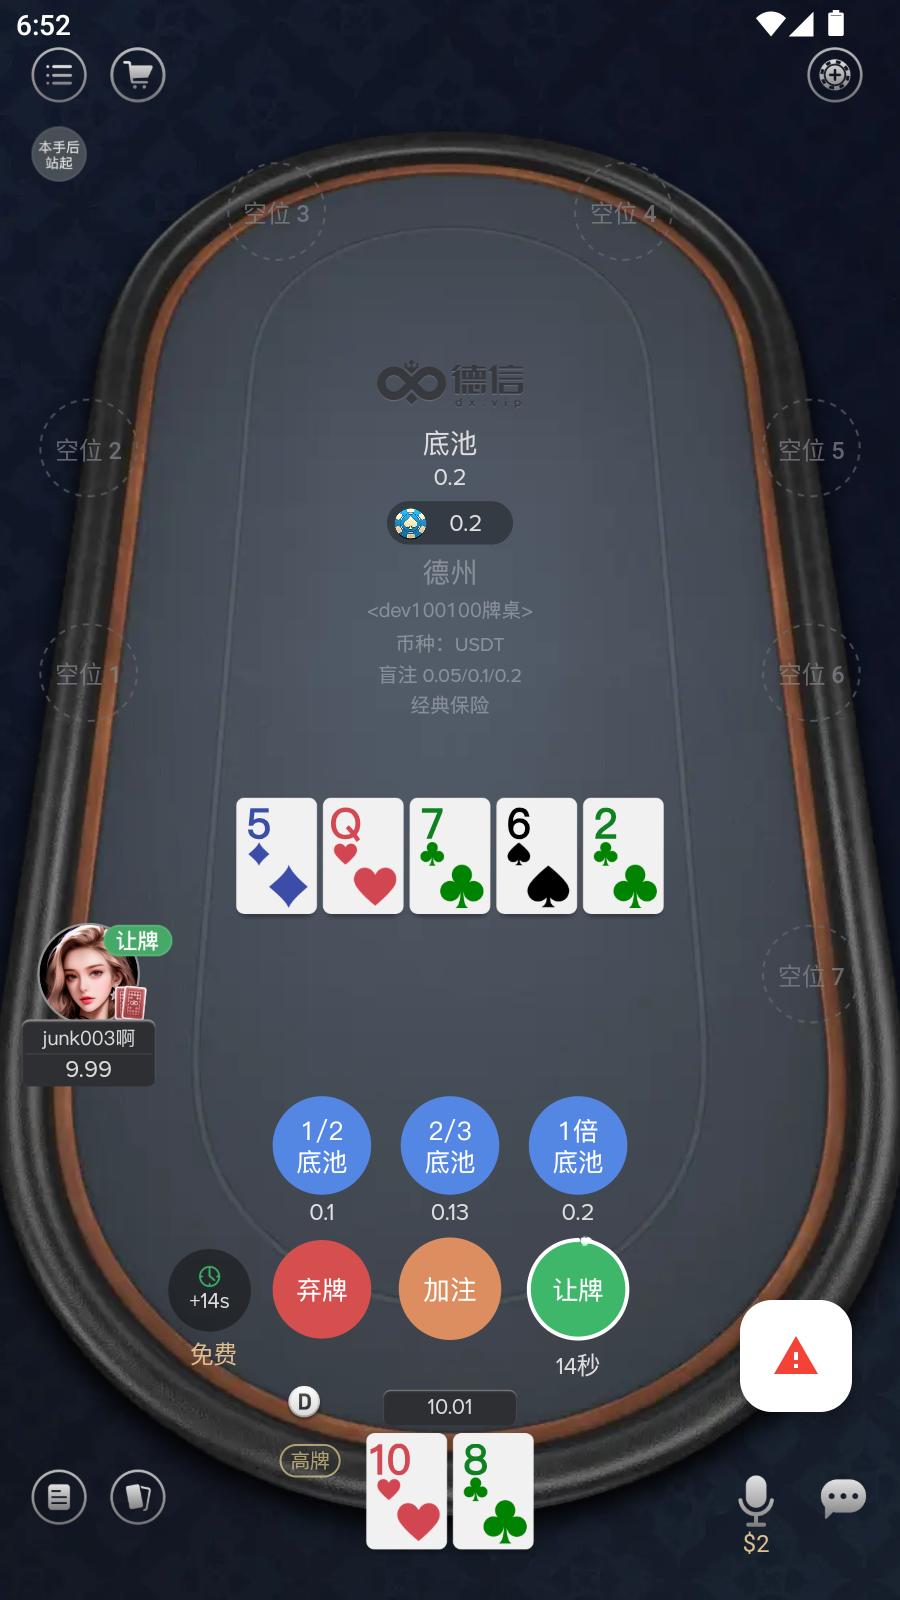 6:52
本手后
站起
空位 3
空位 4
德信
dx.vip
空位 2
底池
空位 5
0.2
0.2
德州
<dev100100牌桌>
币种：USDT
空位 1
盲注 0.05/0.1/0.2
空位 6
经典保险
5
Q
7
6
2
让牌
空位 7
junk003啊
9.99
1/2
底池
2/3
底池
1倍
底池
0.1
0.13
0.2
+14s
弃牌
加注
让牌
免费
14秒
D
10.01
高牌
10
8
$2